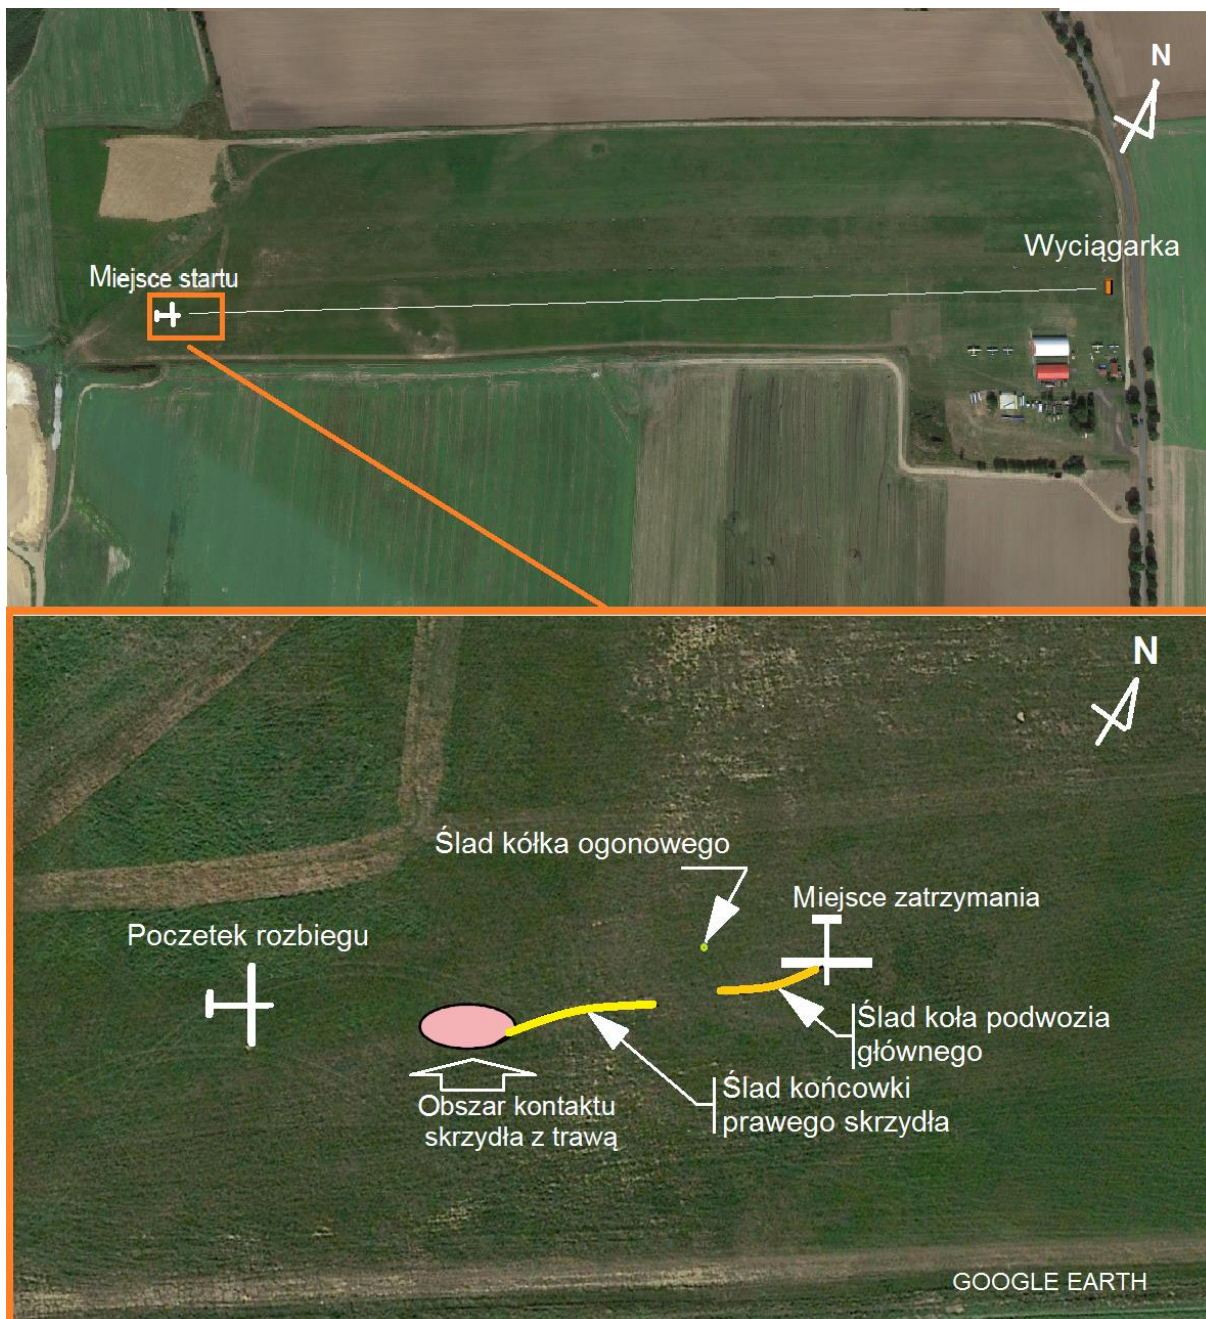 N
Wyciągarka
Miejsce startu
N
Ślad kółka ogonowego
Miejsce zatrzymania
Poczetek rozbiegu
Ślad koła podwozia
głównego
Ślad końcowki
prawego skrzydła
Obszar kontaktu
skrzydła z trawą
GOOGLE EARTH